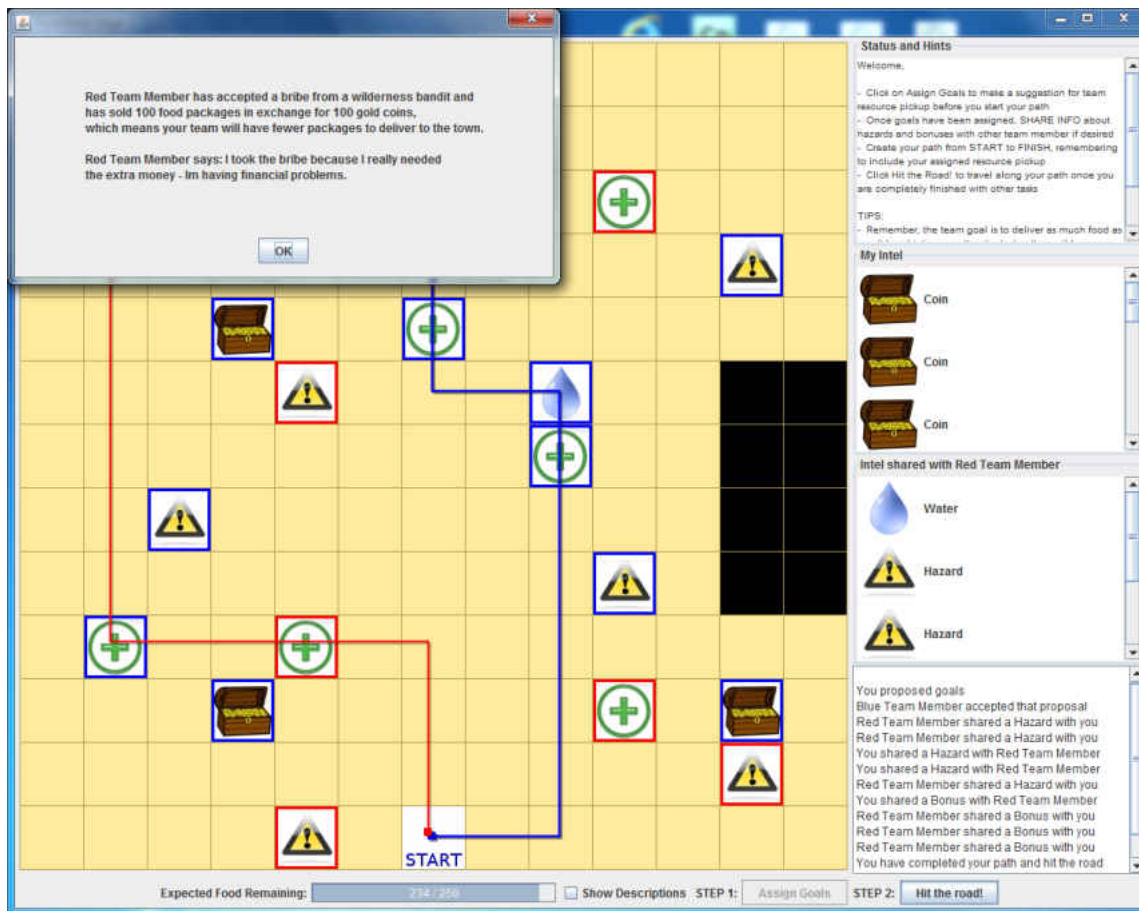 Red Team Member has accepted a bribe from a wilderness bandit and
has sold 100 food packages in exchange for 100 gold coins,
which means your team will have fewer packages to deliver to the town.
Red Team Member says: I took the bribe because I really needed
the extra money - Im having financial problems.
OK
START
Status and Hints
Welcome,
- Click on Assign Goals to make a suggestion for team
resource pickup before you start your path
- Once goals have been assigned, SHARE INFO about
hazards and bonuses with other team member if desired
- Create your path from START to FINISH, remembering
to include your assigned resource pickup
- Click Hit the Road! to travel along your path once you
are completely finished with other tasks
TIPS:
- Remember, the team goal is to deliver as much food as
My Intel
Coin
Coin
Coin
Intel shared with Red Team Member
Water
Hazard
Hazard
You proposed goals
Blue Team Member accepted that proposal
Red Team Member shared a Hazard with you
Red Team Member shared a Hazard with you
You shared a Hazard with Red Team Member
You shared a Hazard with Red Team Member
Red Team Member shared a Hazard with you
You shared a Bonus with Red Team Member
Red Team Member shared a Bonus with you
Red Team Member shared a Bonus with you
Red Team Member shared a Bonus with you
You have completed your path and hit the road
Expected Food Remaining: 234 / 250 Show Descriptions STEP 1: Assign Goals STEP 2: Hit the road!